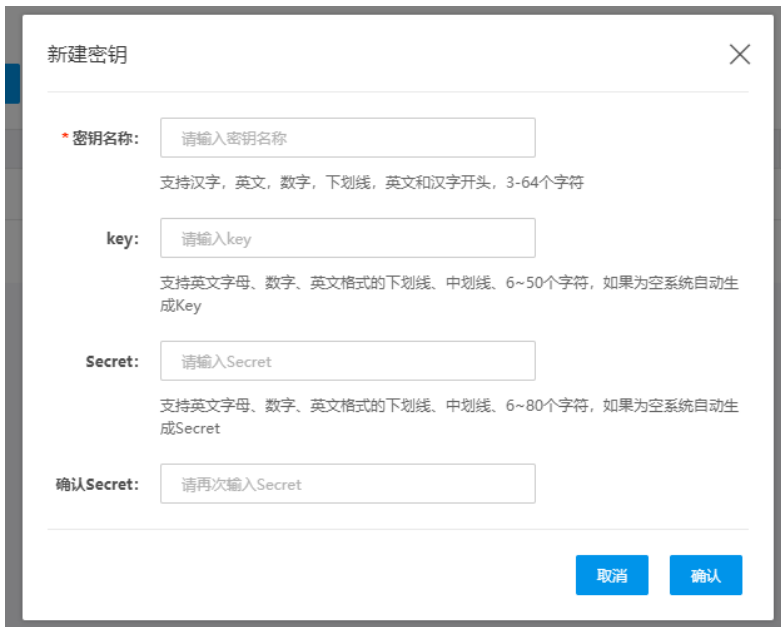 新建密钥
* 密钥名称:
请输入密钥名称
支持汉字，英文，数字，下划线，英文和汉字开头，3-64个字符
key:
请输入key
支持英文字母、数字、英文格式的下划线、中划线、6~50个字符，如果为空系统自动生
成Key
Secret:
请输入Secret
支持英文字母、数字、英文格式的下划线、中划线、6~80个字符，如果为空系统自动生
成Secret
确认Secret:
请再次输入Secret
取消
确认